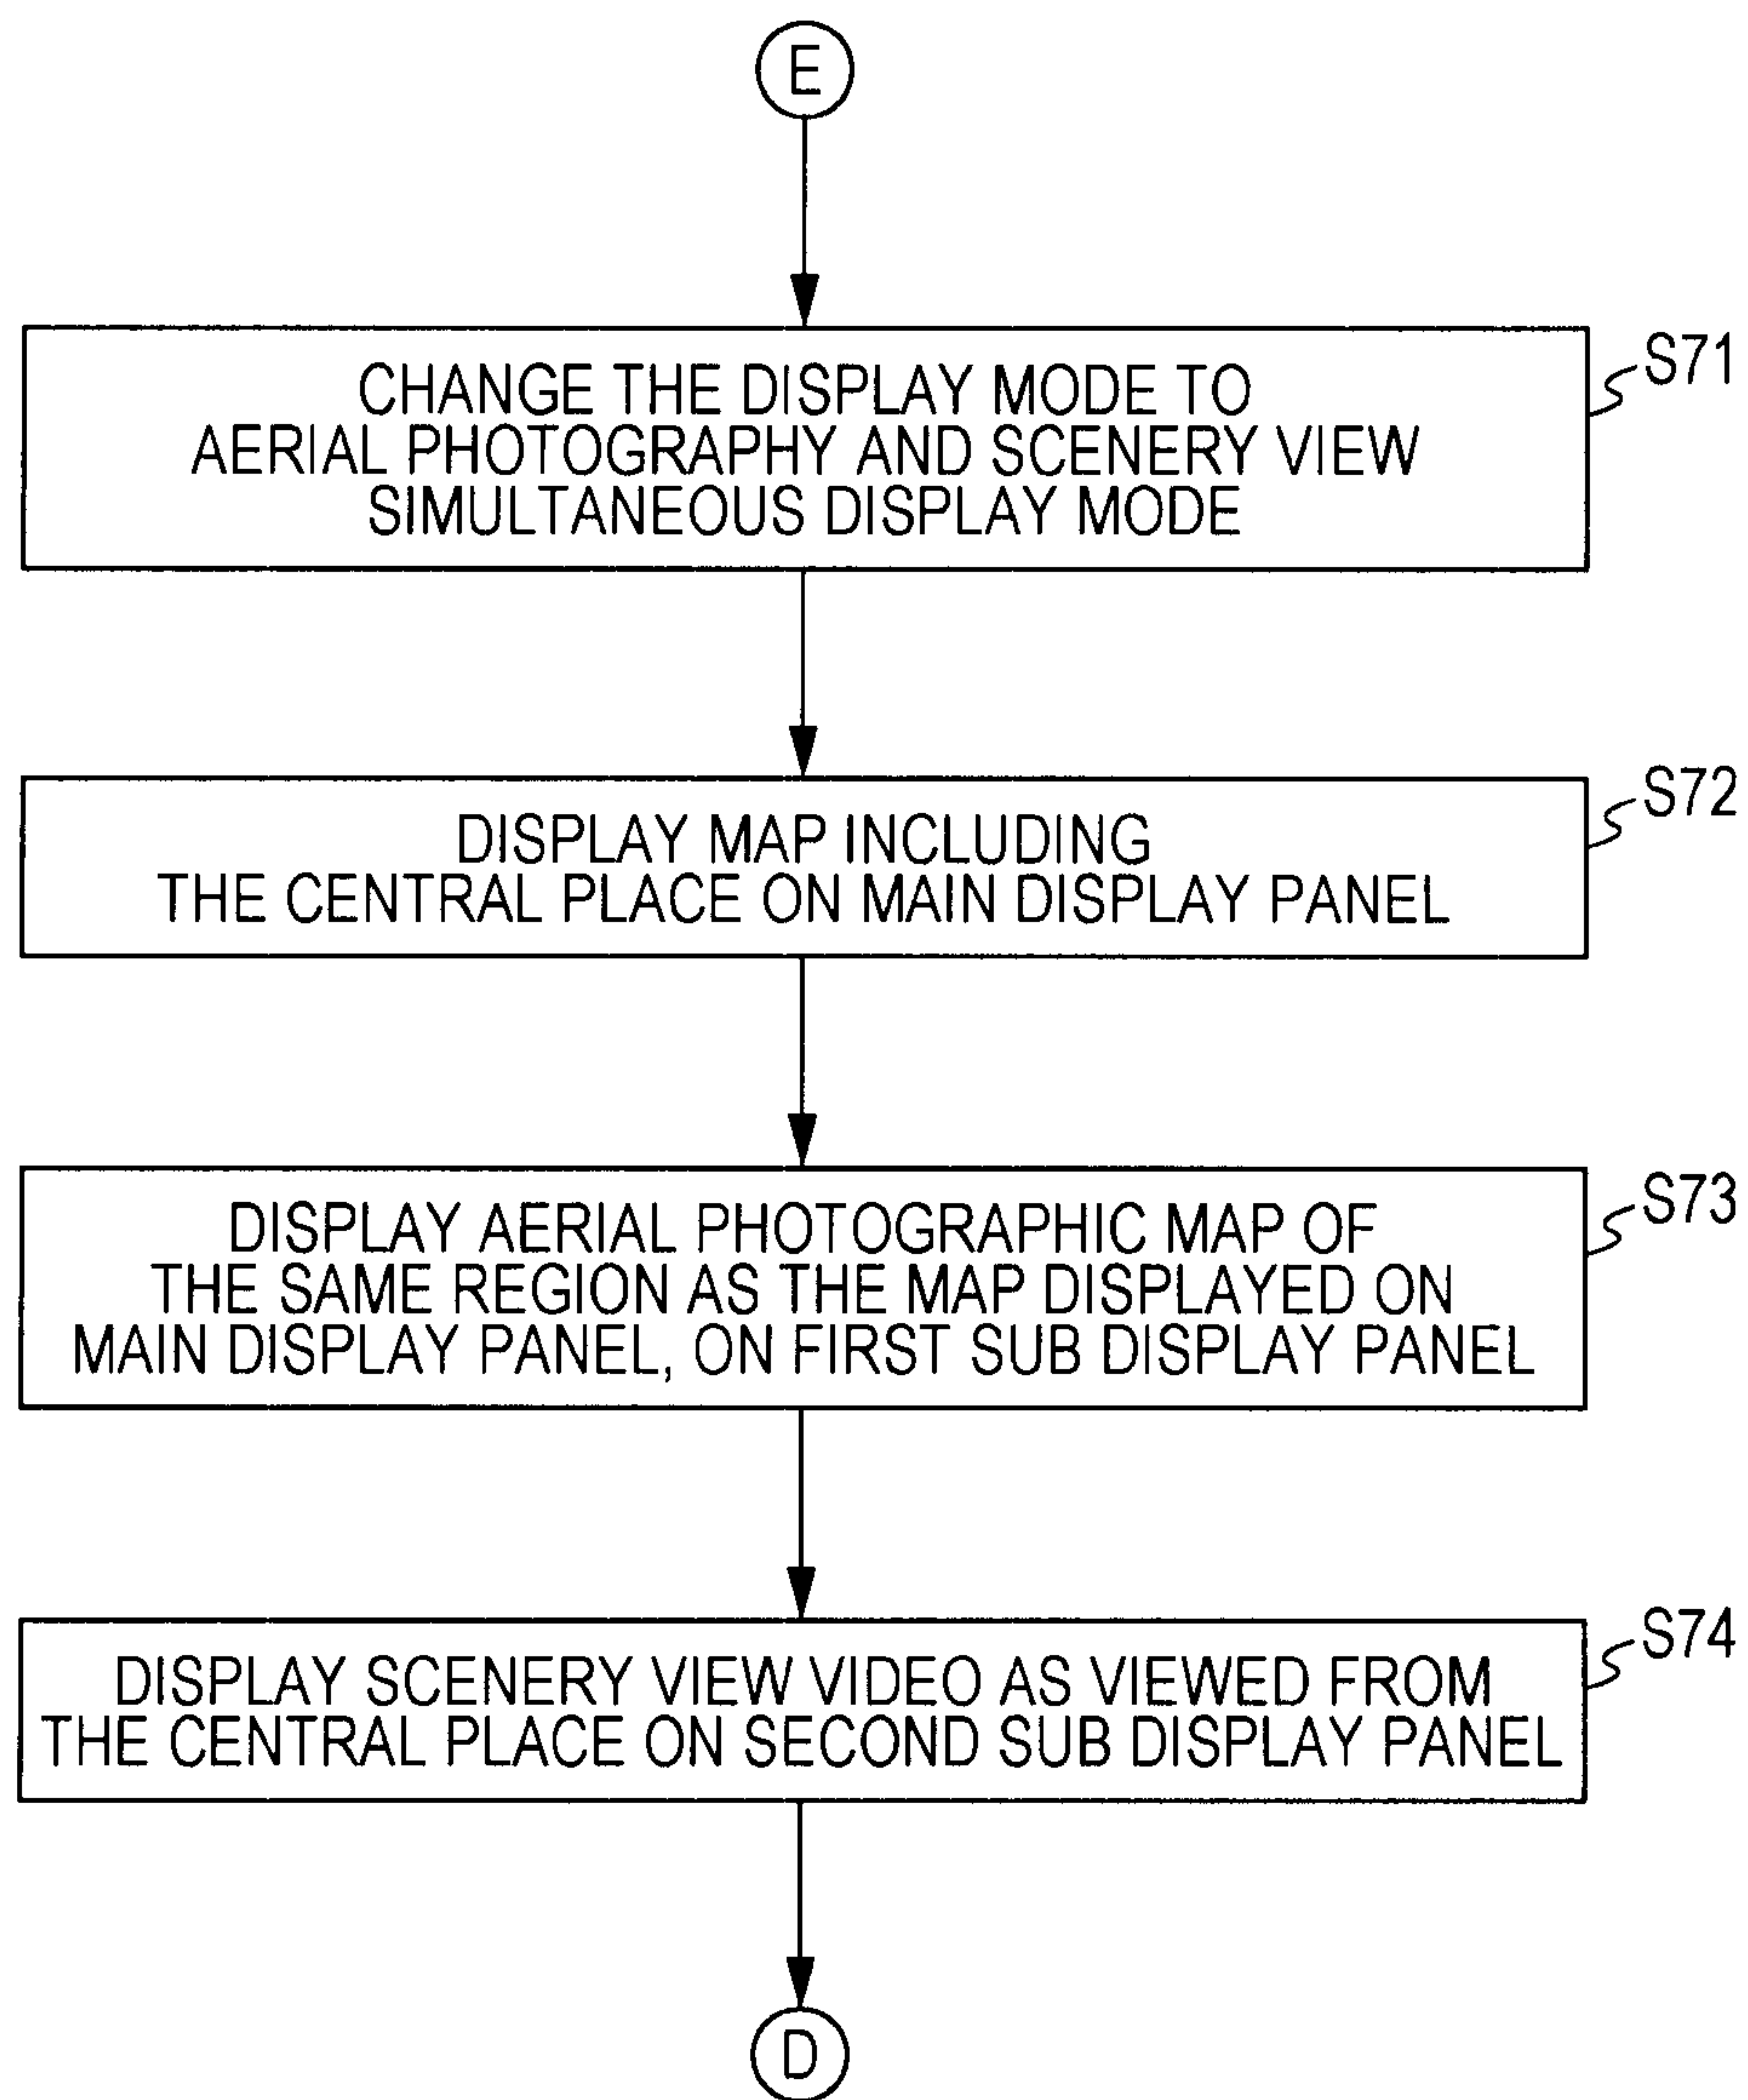 E
CHANGE THE DISPLAY MODE TO
AERIAL PHOTOGRAPHY AND SCENERY VIEW
SIMULTANEOUS DISPLAY MODE
S71
DISPLAY MAP INCLUDING
THE CENTRAL PLACE ON MAIN DISPLAY PANEL
S72
DISPLAY AERIAL PHOTOGRAPHIC MAP OF
THE SAME REGION AS THE MAP DISPLAYED ON
MAIN DISPLAY PANEL, ON FIRST SUB DISPLAY PANEL
S73
DISPLAY SCENERY VIEW VIDEO AS VIEWED FROM
THE CENTRAL PLACE ON SECOND SUB DISPLAY PANEL
S74
D